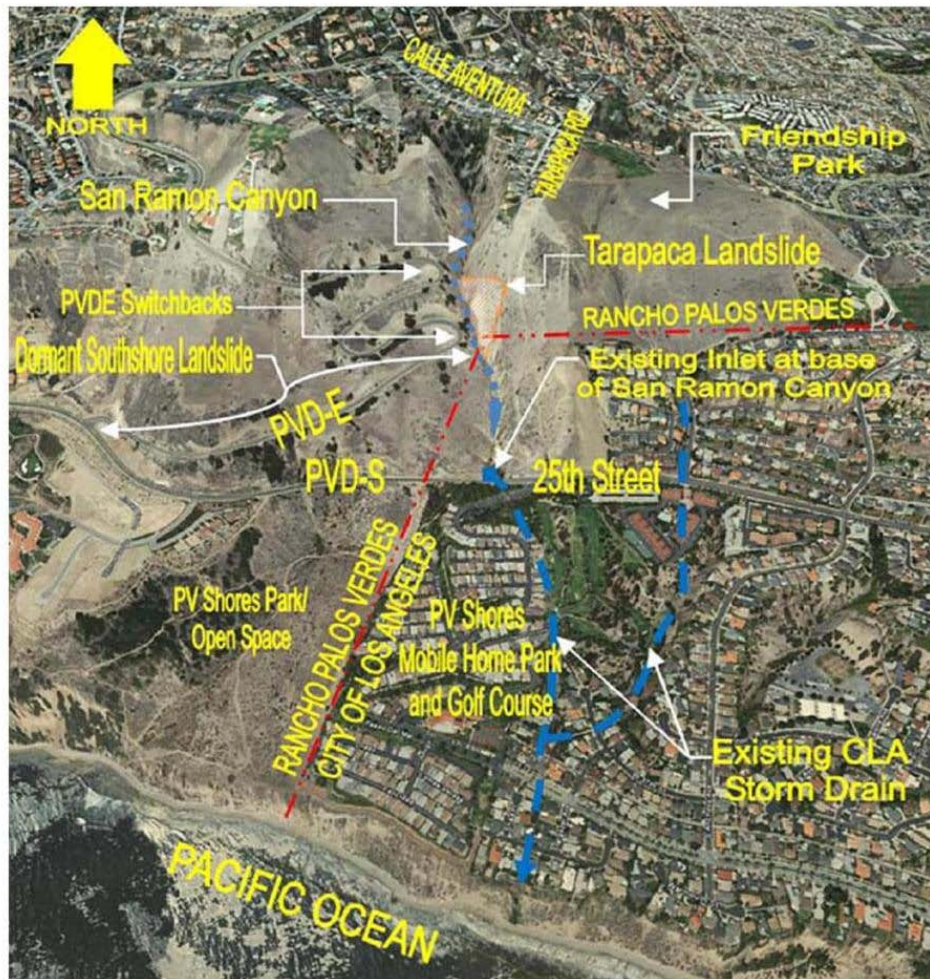 NORTH
CALLE AVENTURA
TARAPACA RD.
Friendship
Park
San Ramon Canyon
Tarapaca Landslide
PVDE Switchbacks
RANCHO PALOS VERDES
Dormant Southshore Landslide
Existing Inlet at base
of San Ramon Canyon
PVD-E
PVD-S
25th Street
RANCHO PALOS VERDES
CITY OF LOS ANGELES
PV Shores Park/
Open Space
PV Shores
Mobile Home Park
and Golf Course
Existing CLA
Storm Drain
PACIFIC OCEAN